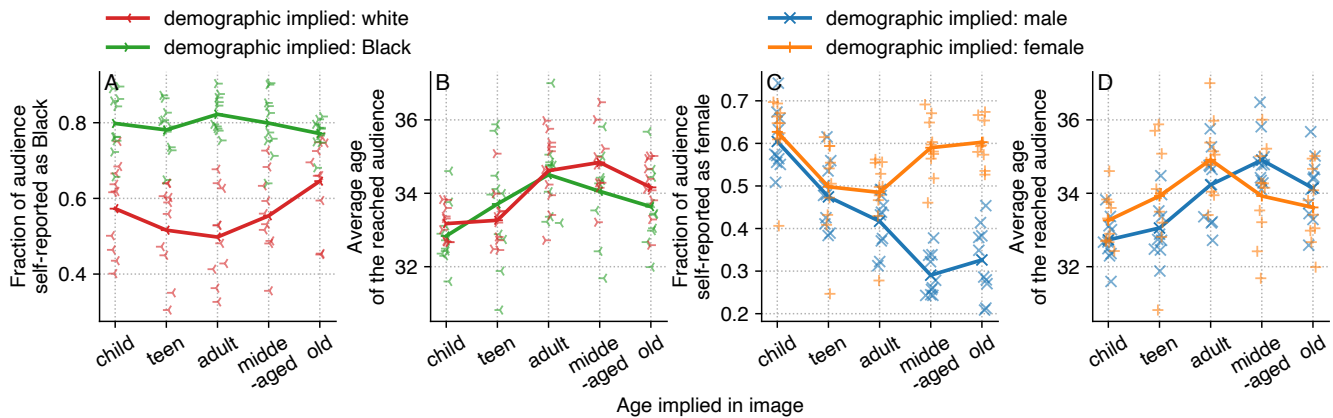 demographic implied: white
demographic implied: Black
demographic implied: male
demographic implied: female
A
Fraction of audience
self-reported as Black
0.8
0.6
0.4
child
teen
adult
midde
-aged
old
B
Average age
of the reached audience
36
34
32
child
teen
adult
midde
-aged
old
C
Fraction of audience
self-reported as female
0.7
0.6
0.5
0.4
0.3
0.2
child
teen
adult
midde
-aged
old
D
Average age
of the reached audience
36
34
32
child
teen
adult
midde
-aged
old
Age implied in image